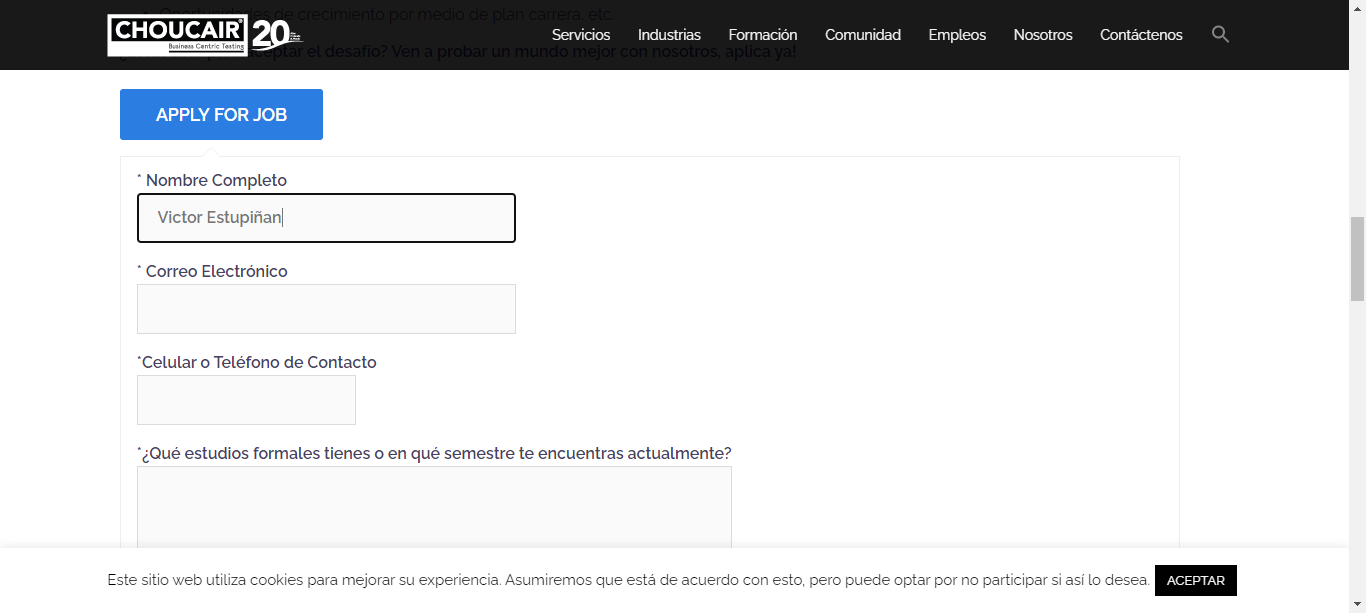 Oportunidades de crecimiento por medio de plan carrera, etc.
CHOUCAIR
Business Centric Testing
20
aceptar el desafío? Ven a probar un mundo mejor con nosotros, aplica ya!
Servicios Industrias Formación Comunidad Empleos Nosotros Contáctenos
APPLY FOR JOB
* Nombre Completo
Victor Estupiñan
* Correo Electrónico
*Celular o Teléfono de Contacto
*¿Qué estudios formales tienes o en qué semestre te encuentras actualmente?
Este sitio web utiliza cookies para mejorar su experiencia. Asumiremos que está de acuerdo con esto, pero puede optar por no participar si así lo desea. ACEPTAR